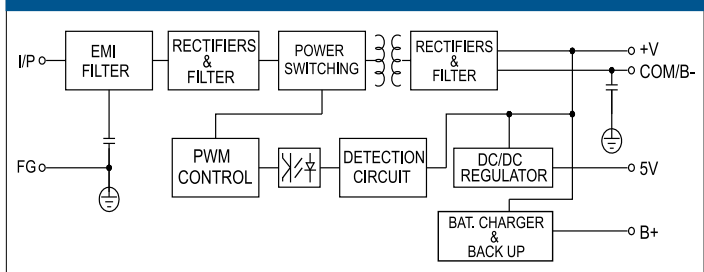 I/P
EMI
FILTER
RECTIFIERS
&
FILTER
POWER
SWITCHING
RECTIFIERS
&
FILTER
+V
COM/B-
FG
PWM
CONTROL
DETECTION
CIRCUIT
DC/DC
REGULATOR
5V
BAT. CHARGER
&
BACK UP
B+